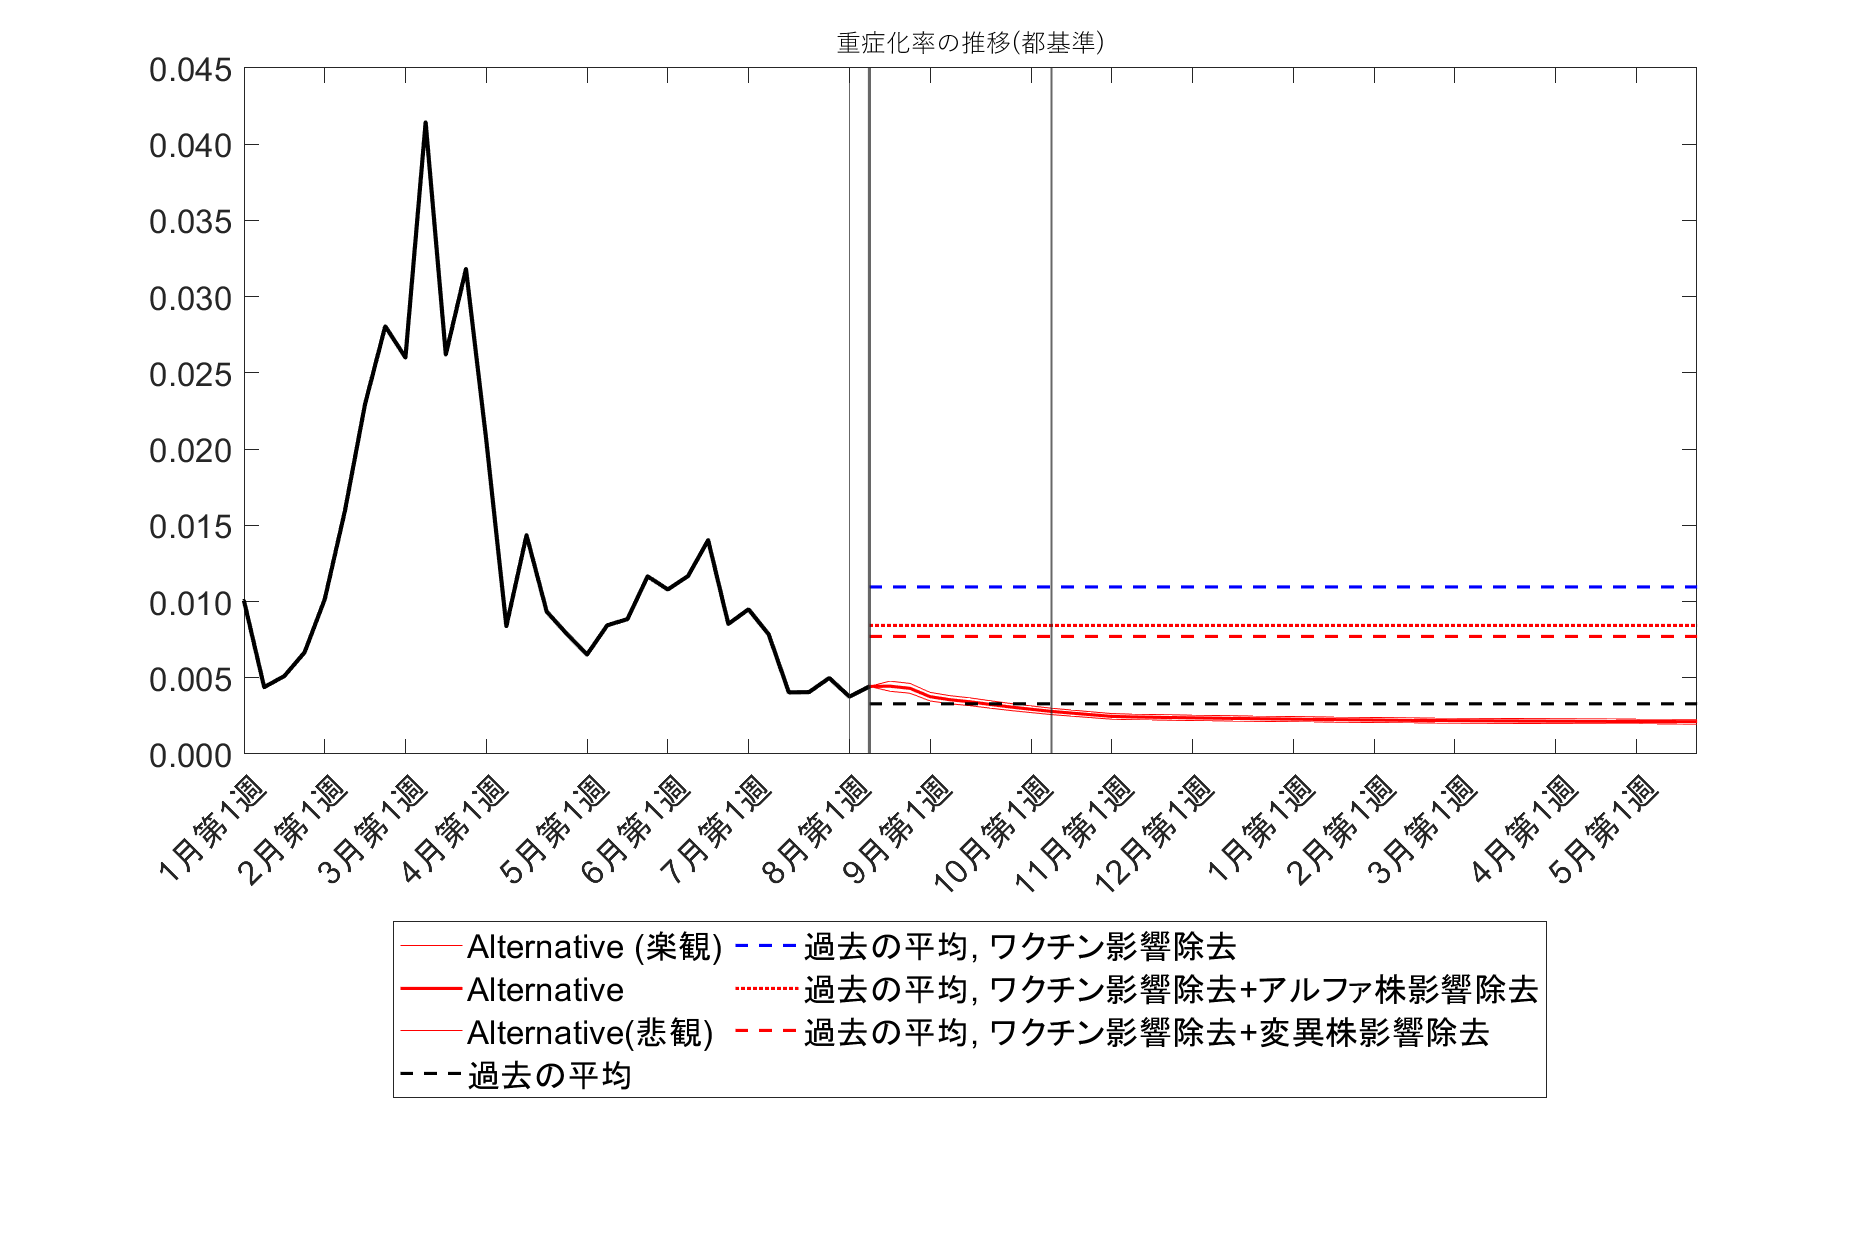 重症化率の推移(都基準)
0.045
0.040
0.035
0.030
0.025
0.020
0.015
0.010
0.005
0.000
1月第1週
2月第1週
3月第1週
4月第1週
5月第1週
6月第1週
7月第1週
8月第1週
9月第1週
10月第1週
11月第1週
12月第1週
1月第1週
2月第1週
3月第1週
4月第1週
5月第1週
Alternative (楽観)
Alternative
Alternative(悲観)
過去の平均
過去の平均, ワクチン影響除去
過去の平均, ワクチン影響除去+アルファ株影響除去
過去の平均, ワクチン影響除去+変異株影響除去